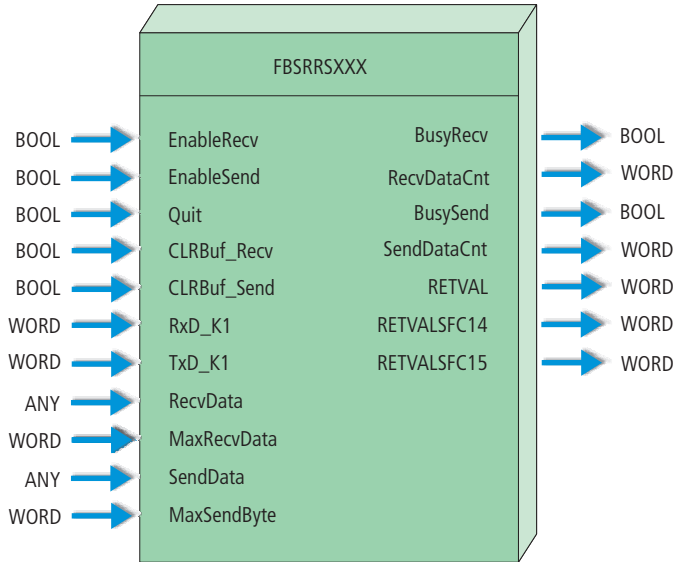 FBSRRSXXX
BOOL EnableRecv BusyRecv BOOL
BOOL EnableSend RecvDataCnt WORD
BOOL Quit BusySend BOOL
BOOL CLRBuf_Recv SendDataCnt WORD
BOOL CLRBuf_Send RETVAL WORD
WORD RxD_K1 RETVALSFC14 WORD
WORD TxD_K1 RETVALSFC15 WORD
ANY RecvData
WORD MaxRecvData
ANY SendData
WORD MaxSendByte